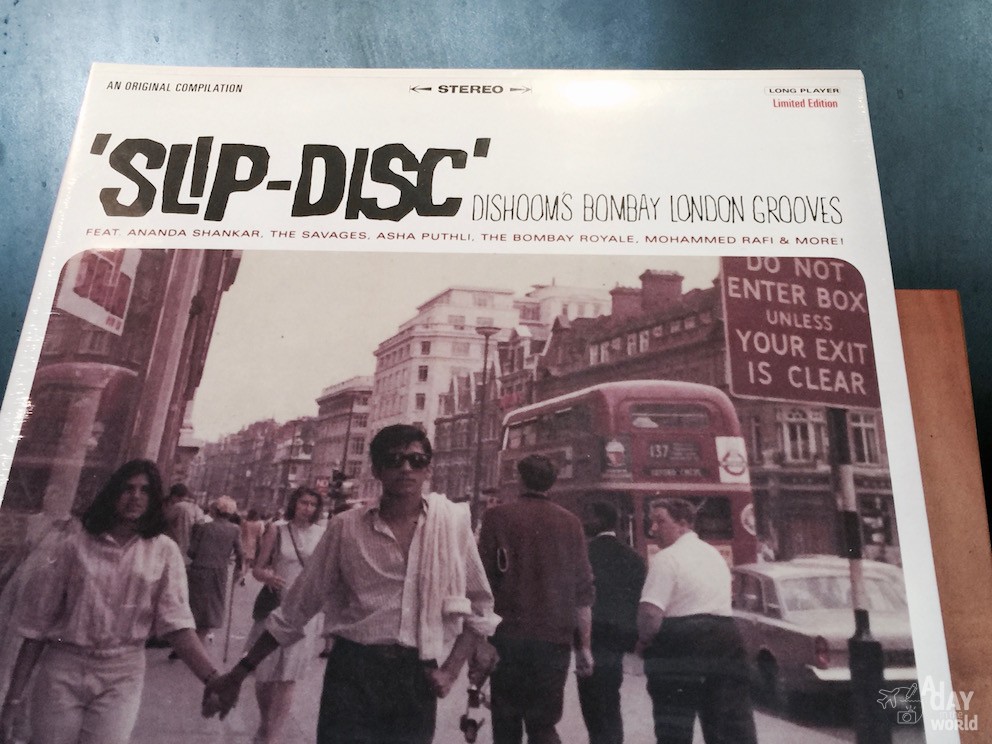 AN ORIGINAL COMPILATION
STEREO
LONG PLAYER
Limited Edition
'SLIP-DISC'
DISHOOM'S BOMBAY LONDON GROOVES
FEAT. ANANDA SHANKAR, THE SAVAGES, ASHA PUTHLI, THE BOMBAY ROYALE, MOHAMMED RAFI & MORE!
DO NOT
ENTER BOX
UNLESS
YOUR EXIT
IS CLEAR
137
DAY
world